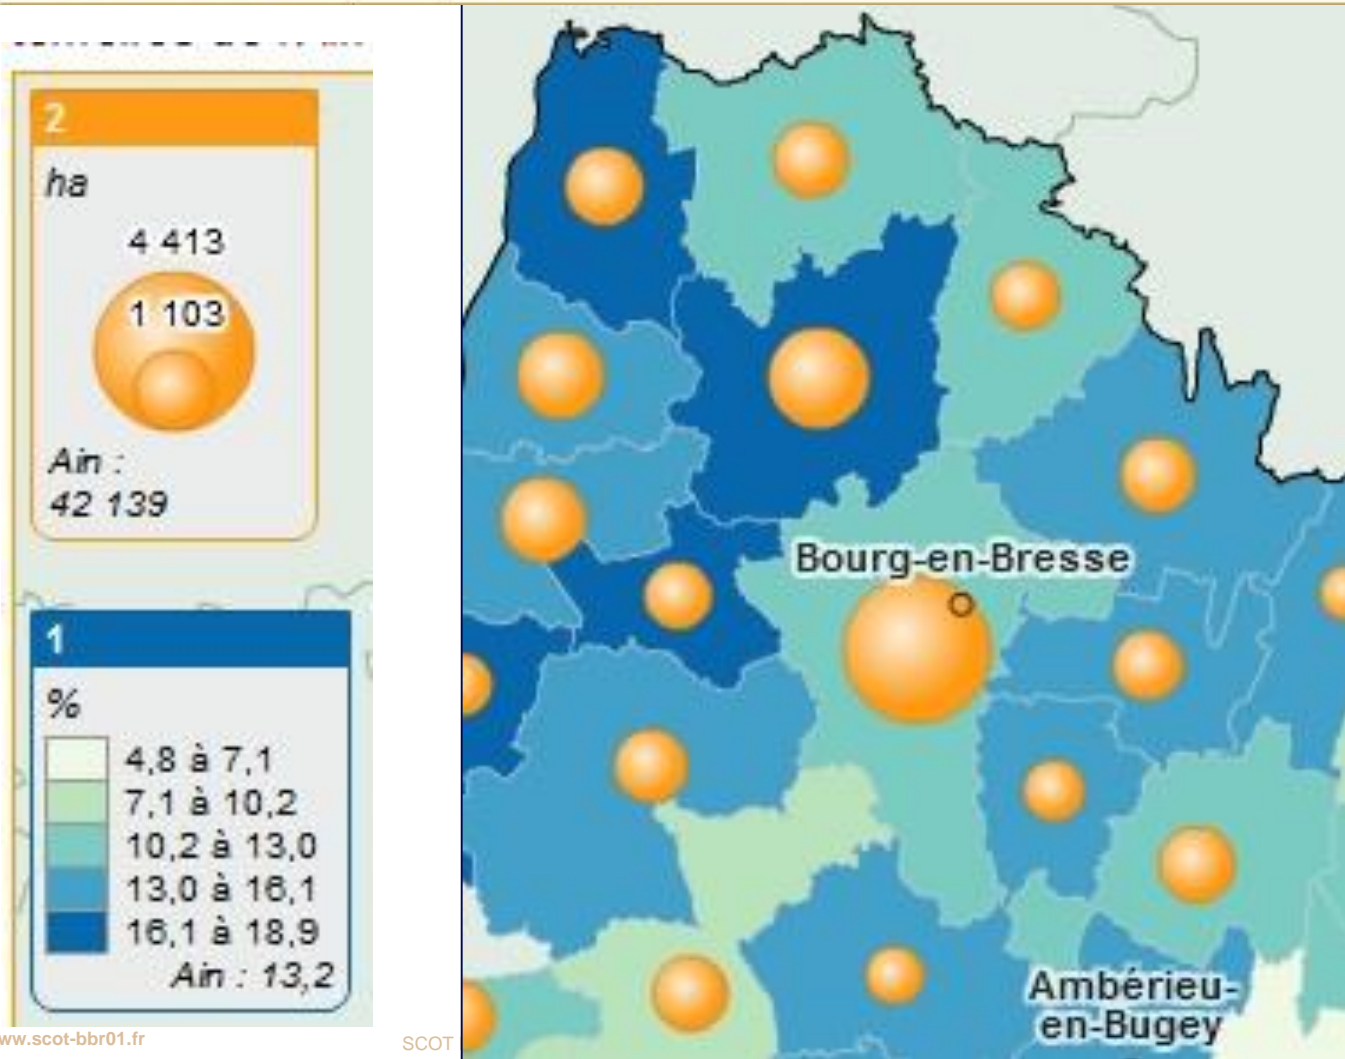 2
ha
4 413
1 103
Ain :
42 139
1
%
4,8 à 7,1
7,1 à 10,2
10,2 à 13,0
13,0 à 16,1
16,1 à 18,9
Ain : 13,2
ww.scot-bbr01.fr
SCOT
Bourg-en-Bresse
Ambérieu-
en-Bugey